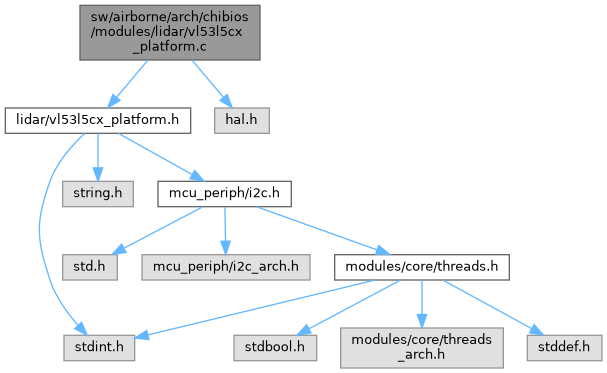 sw/airborne/arch/chibios
/modules/lidar/vl53l5cx
_platform.c
lidar/vl53l5cx_platform.h
hal.h
string.h
mcu_periph/i2c.h
std.h
mcu_periph/i2c_arch.h
modules/core/threads.h
stdint.h
stdbool.h
modules/core/threads
_arch.h
stddef.h